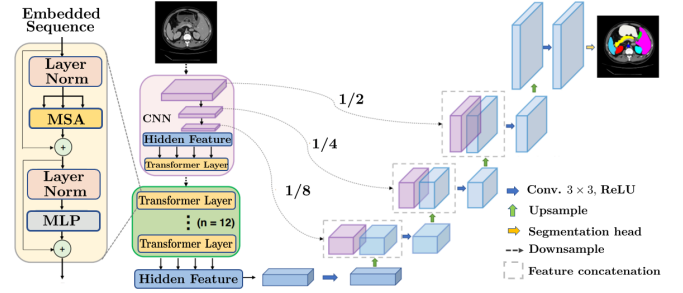 Embedded
Sequence
Layer
Norm
MSA
+
Layer
Norm
MLP
+
CNN
Hidden Feature
Transformer Layer
Transformer Layer
(n = 12)
Transformer Layer
Hidden Feature
1/2
1/4
1/8
Conv. 3 × 3, ReLU
Upsample
Segmentation head
Downsample
Feature concatenation